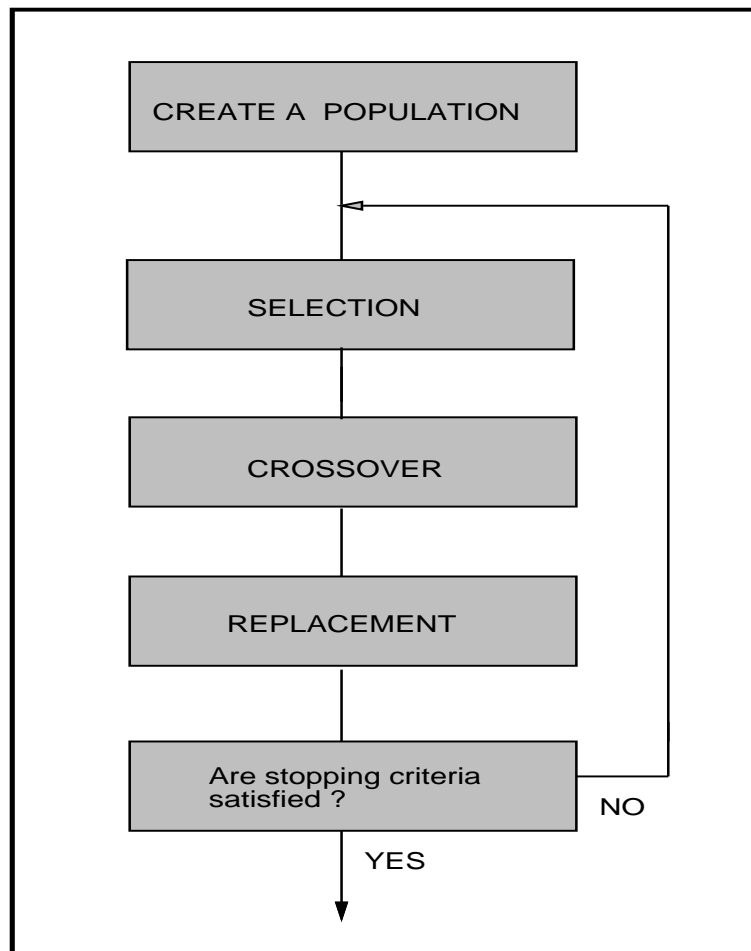 CREATE A POPULATION
SELECTION
CROSSOVER
REPLACEMENT
Are stopping criteria
satisfied ?
NO
YES